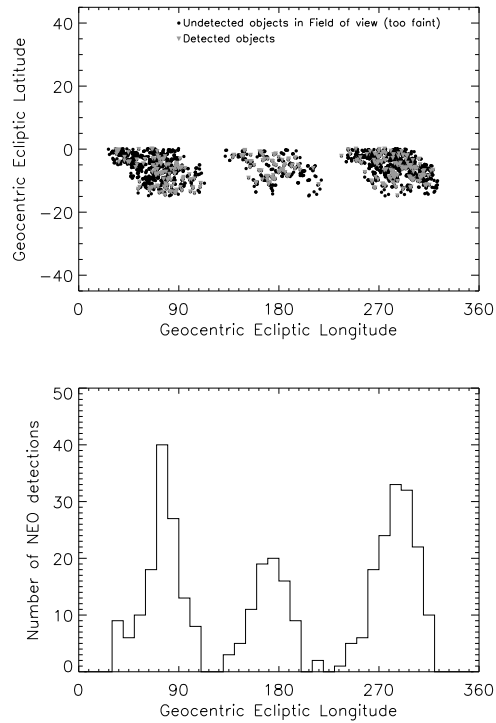 Undetected objects in Field of view (too faint)
Detected objects
Geocentric Ecliptic Latitude
40
20
0
−20
−40
0 90 180 270 360
Geocentric Ecliptic Longitude
Number of NEO detections
50
40
30
20
10
0
0 90 180 270 360
Geocentric Ecliptic Longitude